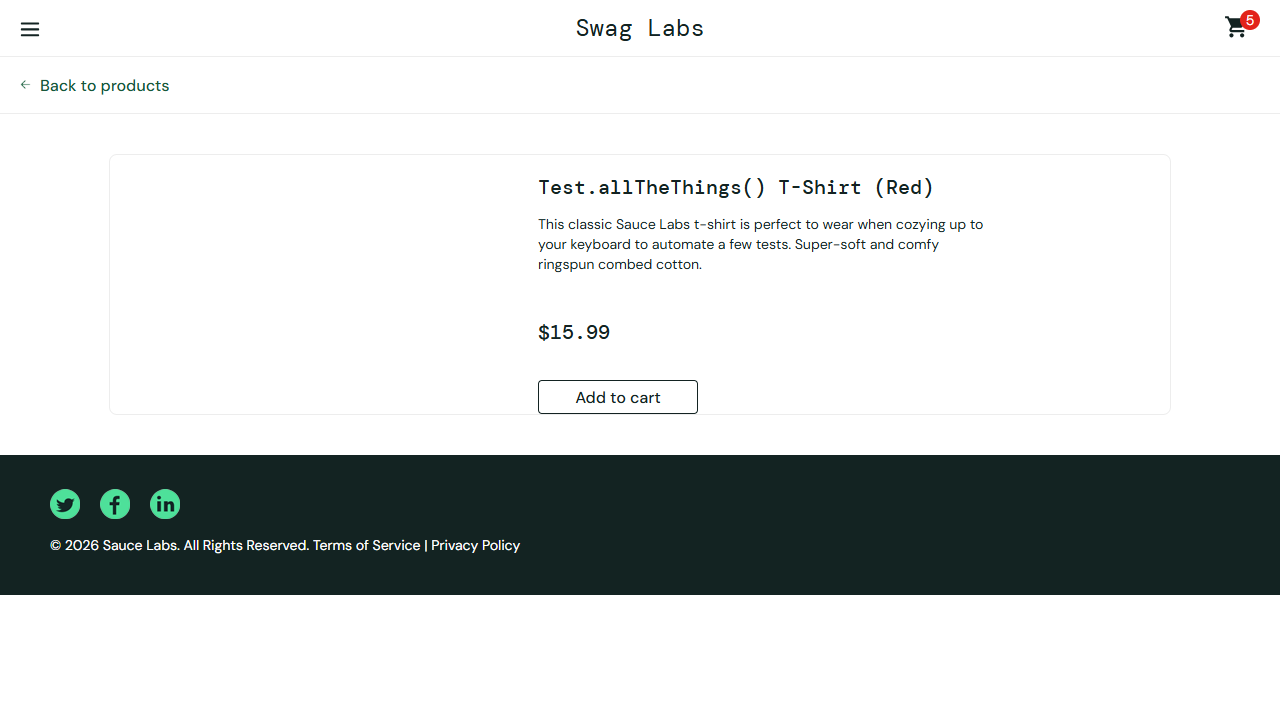 Swag Labs
5
Back to products
Test.allTheThings() T-Shirt (Red)
This classic Sauce Labs t-shirt is perfect to wear when cozying up to
your keyboard to automate a few tests. Super-soft and comfy
ringspun combed cotton.
$15.99
Add to cart
© 2026 Sauce Labs. All Rights Reserved. Terms of Service | Privacy Policy